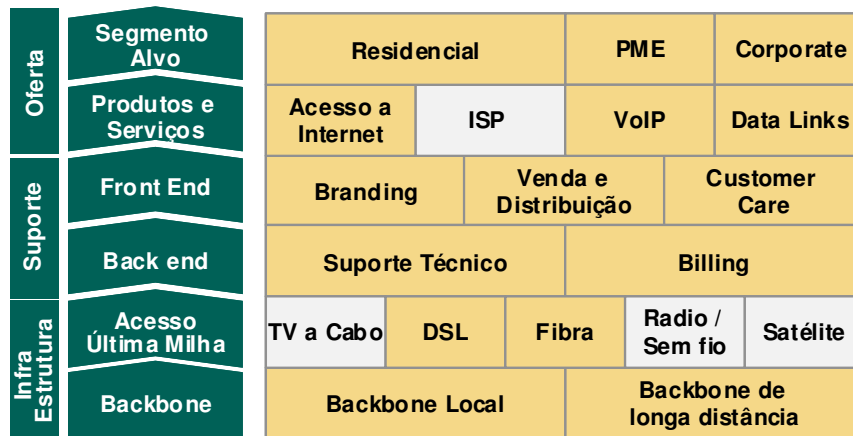 Oferta
Segmento
Alvo
Residencial
PME
Corporate
Produtos e
Serviços
Acesso a
Internet
ISP
VoIP
Data Links
Suporte
Front End
Branding
Venda e
Distribuição
Customer
Care
Back end
Suporte Técnico
Billing
Infra
Estrutura
Acesso
Última Milha
TV a Cabo
DSL
Fibra
Radio /
Sem fio
Satélite
Backbone
Backbone Local
Backbone de
longa distância